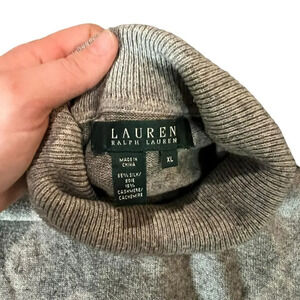 LAUREN
RALPH LAUREN
MADE IN
CHINA
XL
85% SILK/
SOIE
15%
CASHMERE/
CACHEMIRE